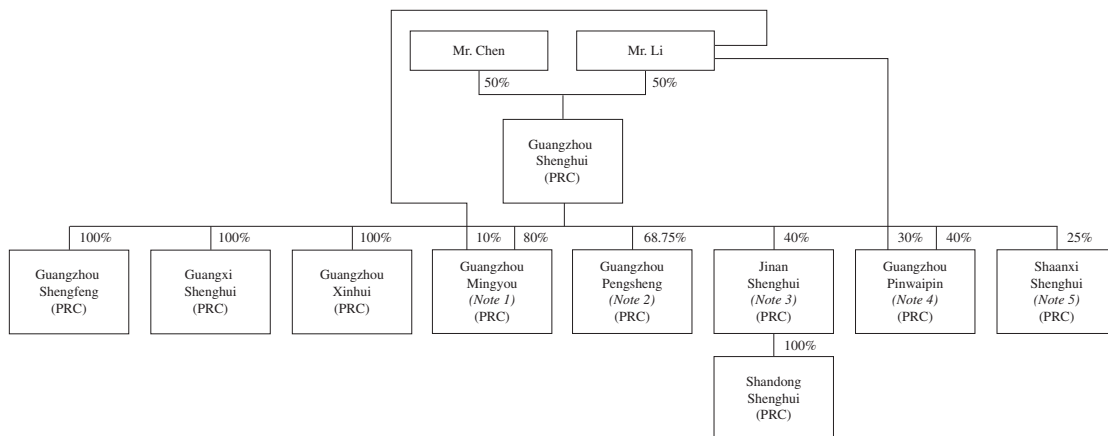 Mr. Chen
Mr. Li
50%
50%
Guangzhou
Shenghui
(PRC)
100%
100%
100%
10%
80%
68.75%
40%
30%
40%
25%
Guangzhou
Shengfeng
(PRC)
Guangxi
Shenghui
(PRC)
Guangzhou
Xinhui
(PRC)
Guangzhou
Mingyou
(Note 1)
(PRC)
Guangzhou
Pengsheng
(Note 2)
(PRC)
Jinan
Shenghui
(Note 3)
(PRC)
Guangzhou
Pinwaipin
(Note 4)
(PRC)
Shaanxi
Shenghui
(Note 5)
(PRC)
100%
Shandong
Shenghui
(PRC)